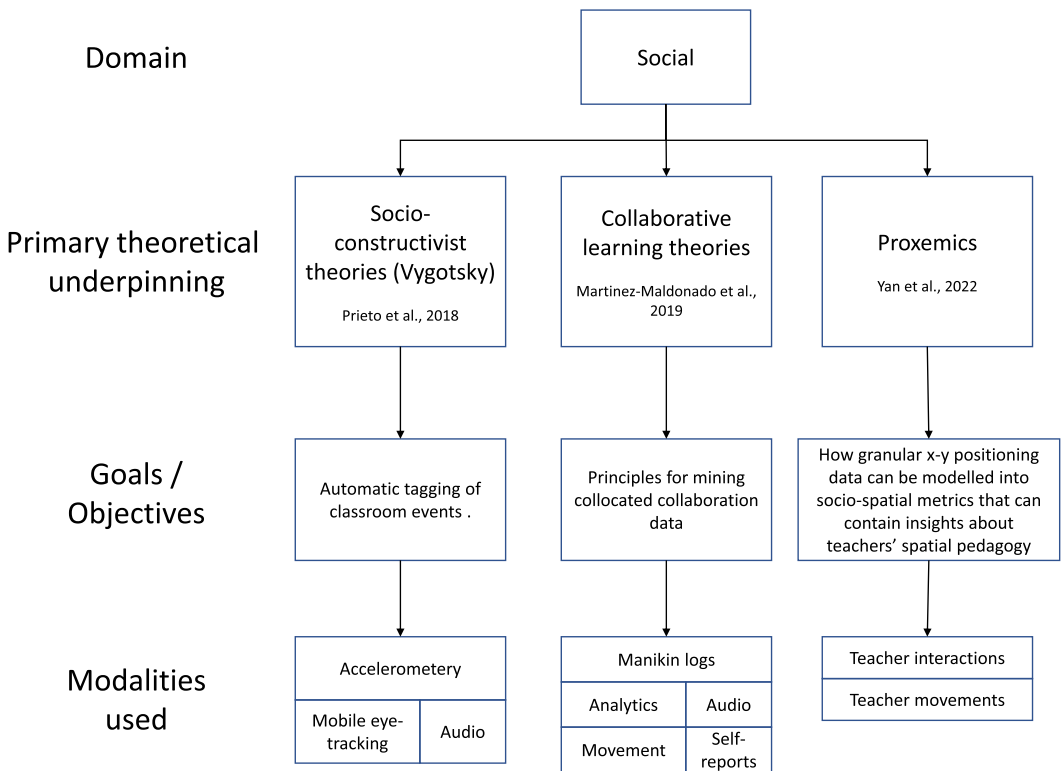 Domain
Social
Primary theoretical
underpinning
Socio-
constructivist
theories (Vygotsky)
Prieto et al., 2018
Collaborative
learning theories
Martinez-Maldonado et al.,
2019
Proxemics
Yan et al., 2022
Goals /
Objectives
Automatic tagging of
classroom events .
Principles for mining
collocated collaboration
data
How granular x-y positioning
data can be modelled into
socio-spatial metrics that can
contain insights about
teachers’ spatial pedagogy
Modalities
used
Accelerometery
Mobile eye-
tracking
Audio
Manikin logs
Analytics
Audio
Movement
Self-
reports
Teacher interactions
Teacher movements